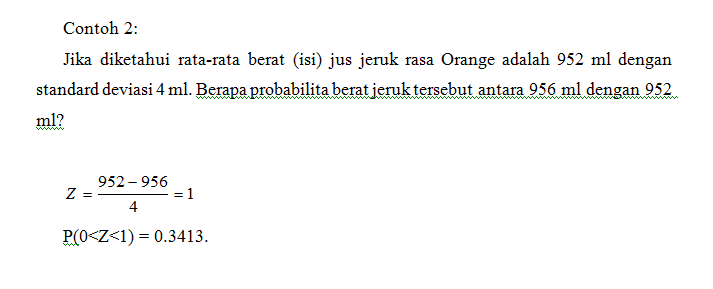 Contoh 2:
Jika diketahui rata-rata berat (isi) jus jeruk rasa Orange adalah 952 ml dengan
standard deviasi 4 ml. Berapa probabilita berat jeruk tersebut antara 956 ml dengan 952
ml?
Z = \frac{952 – 956}{4} = 1
P(0<Z<1) = 0.3413.